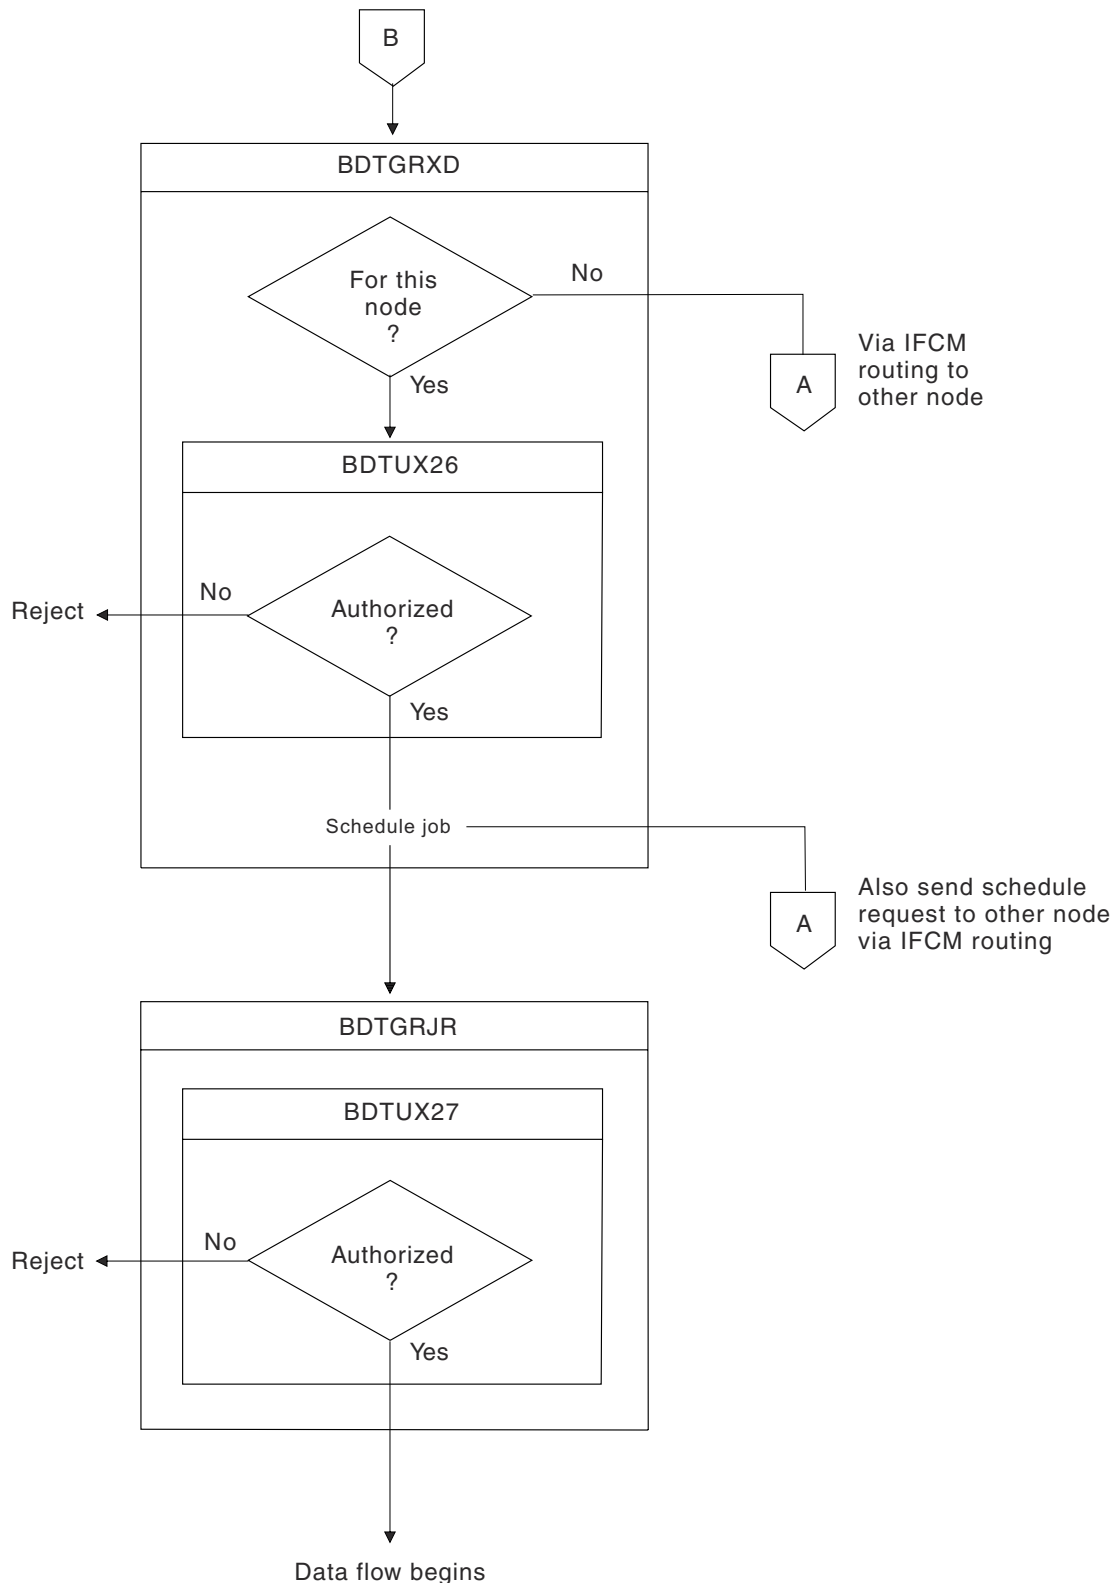 B
BDTGRXD
For this
node
?
No
Yes
Via IFCM
routing to
other node
A
BDTUX26
No
Reject
Authorized
?
Yes
Schedule job
Also send schedule
request to other node
via IFCM routing
A
BDTGRJR
BDTUX27
No
Reject
Authorized
?
Yes
Data flow begins